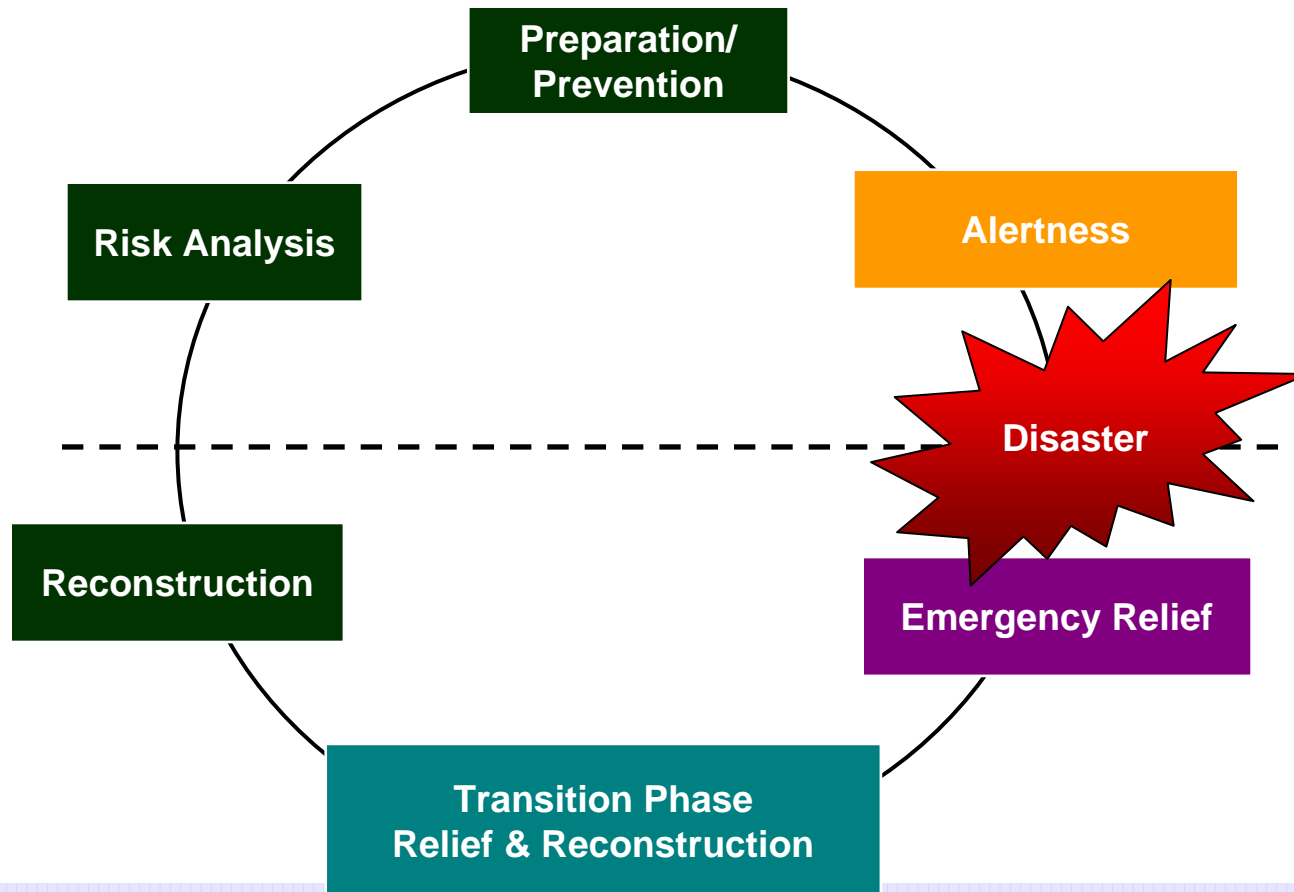 Preparation/
Prevention
Risk Analysis
Alertness
Disaster
Reconstruction
Emergency Relief
Transition Phase
Relief & Reconstruction